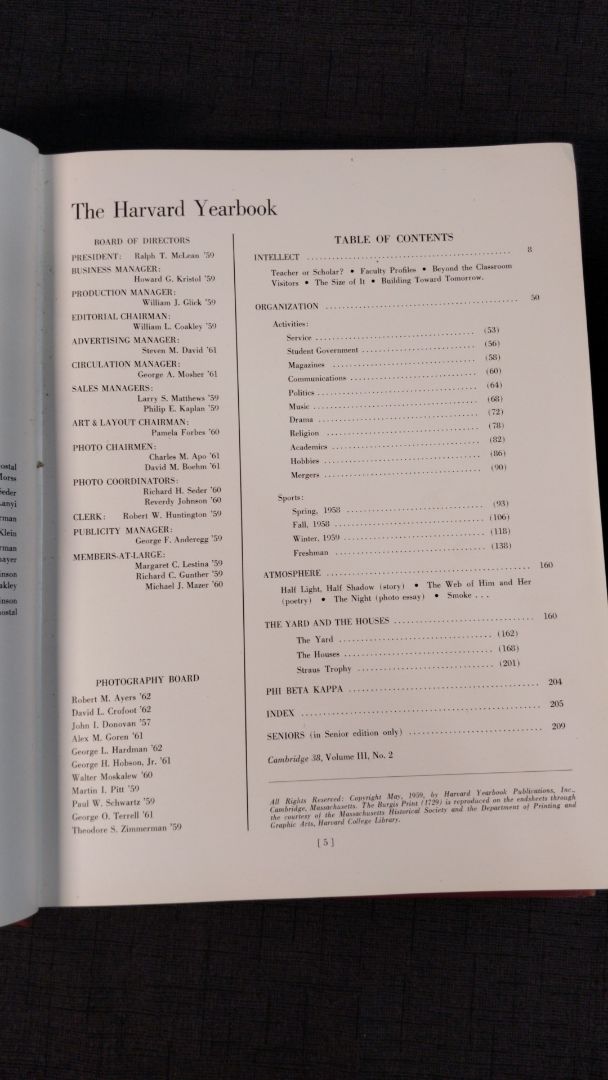 The Harvard Yearbook
BOARD OF DIRECTORS
PRESIDENT: Ralph T. McLean '59
BUSINESS MANAGER:
Howard G. Kristol '59
PRODUCTION MANAGER:
William J. Glick '59
EDITORIAL CHAIRMAN:
William L. Coakley '59
ADVERTISING MANAGER:
Steven M. David '61
CIRCULATION MANAGER:
George A. Mosher '61
SALES MANAGERS:
Larry S. Matthews '59
Philip E. Kaplan '59
ART & LAYOUT CHAIRMAN:
Pamela Forbes '60
PHOTO CHAIRMEN:
Charles M. Apo '61
David M. Boehm '61
PHOTO COORDINATORS:
Richard H. Seder '60
Reverdy Johnson '60
CLERK: Robert W. Huntington '59
PUBLICITY MANAGER:
George F. Anderegg '59
MEMBERS-AT-LARGE:
Margaret C. Lestina '59
Richard C. Gunther '59
Michael J. Mazer '60
PHOTOGRAPHY BOARD
Robert M. Ayers '62
David L. Crofoot '62
John I. Donovan '57
Alex M. Goren '61
George L. Hardman '62
George H. Hobson, Jr. '61
Walter Moskalew '60
Martin I. Pitt '59
Paul W. Schwartz '59
George O. Terrell '61
Theodore S. Zimmerman '59
TABLE OF CONTENTS
INTELLECT ........ 8
Teacher or Scholar? • Faculty Profiles • Beyond the Classroom
Visitors • The Size of It • Building Toward Tomorrow.
ORGANIZATION ........ 50
Activities:
Service ........ (53)
Student Government ........ (56)
Magazines ........ (58)
Communications ........ (60)
Politics ........ (64)
Music ........ (68)
Drama ........ (72)
Religion ........ (78)
Academics ........ (82)
Hobbies ........ (86)
Mergers ........ (90)
Sports:
Spring, 1958 ........ (93)
Fall, 1958 ........ (106)
Winter, 1959 ........ (118)
Freshman ........ (138)
ATMOSPHERE ........ 160
Half Light, Half Shadow (story) • The Web of Him and Her
(poetry) • The Night (photo essay) • Smoke . . .
THE YARD AND THE HOUSES ........ 160
The Yard ........ (162)
The Houses ........ (168)
Straus Trophy ........ (201)
PHI BETA KAPPA ........ 204
INDEX ........ 205
SENIORS (in Senior edition only) ........ 209
Cambridge 38, Volume III, No. 2
All Rights Reserved: Copyright May, 1959, by Harvard Yearbook Publications, Inc.,
Cambridge, Massachusetts. The Burgis Print (1729) is reproduced on the endsheets through
the courtesy of the Massachusetts Historical Society and the Department of Printing and
Graphic Arts, Harvard College Library.
[ 5 ]